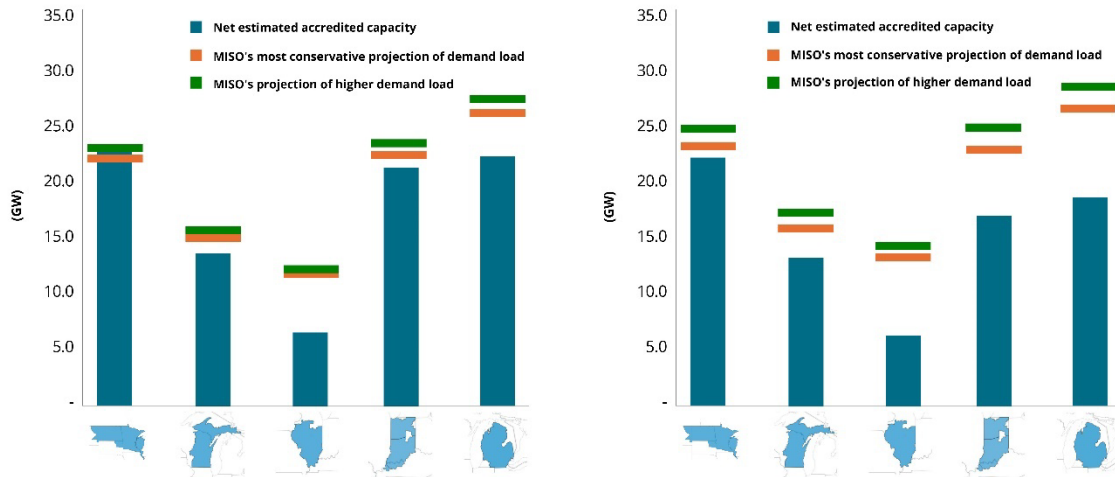 35.0
30.0
25.0
20.0
15.0
10.0
5.0
-
(GW)
Net estimated accredited capacity
MISO's most conservative projection of demand load
MISO's projection of higher demand load
35.0
30.0
25.0
20.0
15.0
10.0
5.0
-
(GW)
Net estimated accredited capacity
MISO's most conservative projection of demand load
MISO's projection of higher demand load